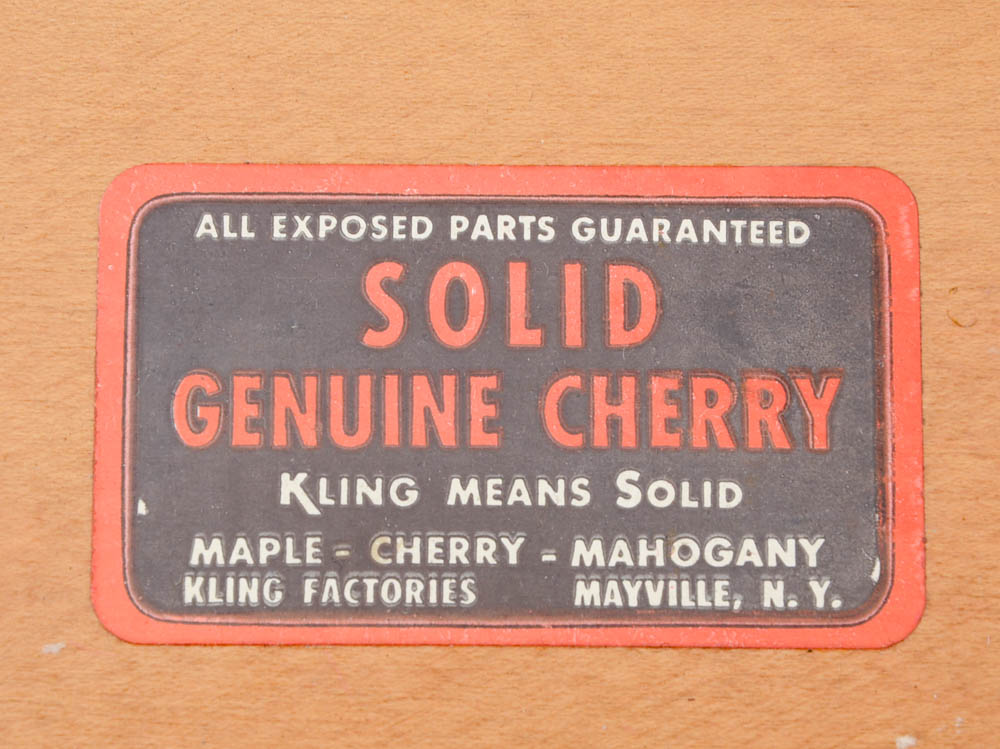 ALL EXPOSED PARTS GUARANTEED
SOLID
GENUINE CHERRY
KLING MEANS SOLID
MAPLE - CHERRY - MAHOGANY
KLING FACTORIES MAYVILLE, N. Y.